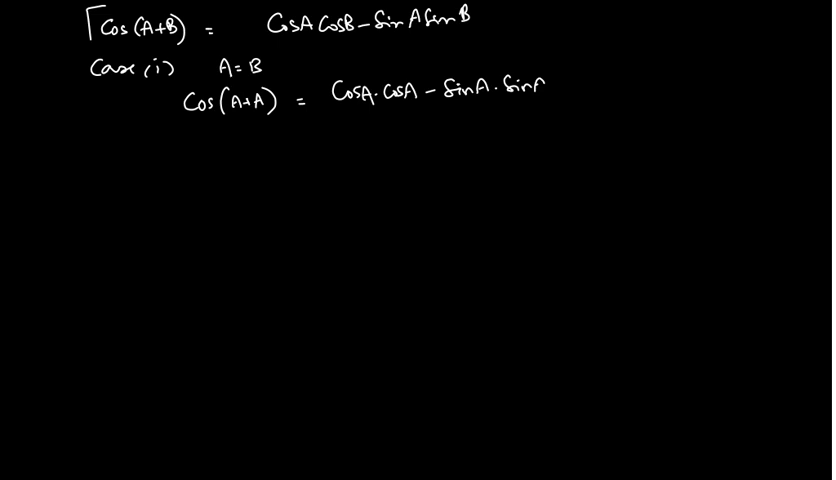 Cos(A+B) = CosA CosB - Sin A Sin B
Case (i) A = B
Cos(A+A) = CosA . CosA - SinA . SinA